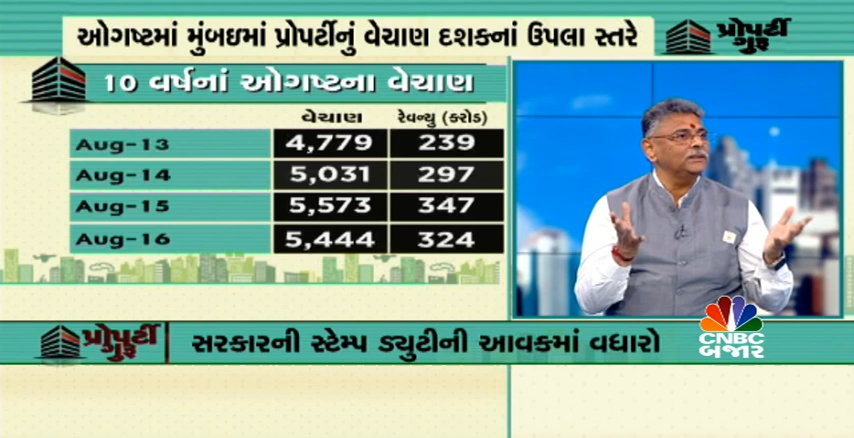 ઓગષ્ટમાં મુંબઇમાં પ્રોપર્ટીનું વેચાણ દશકનાં ઉપલા સ્તરે
પ્રોપર્ટી
ગુરૂ
10 વર્ષનાં ઓગષ્ટના વેચાણ
વેચાણ રેવન્યુ (કરોડ)
Aug-13 4,779 239
Aug-14 5,031 297
Aug-15 5,573 347
Aug-16 5,444 324
પ્રોપર્ટી
ગુરૂ
સરકારની સ્ટેમ્પ ડ્યુટીની આવકમાં વધારો
CNBC
બજાર